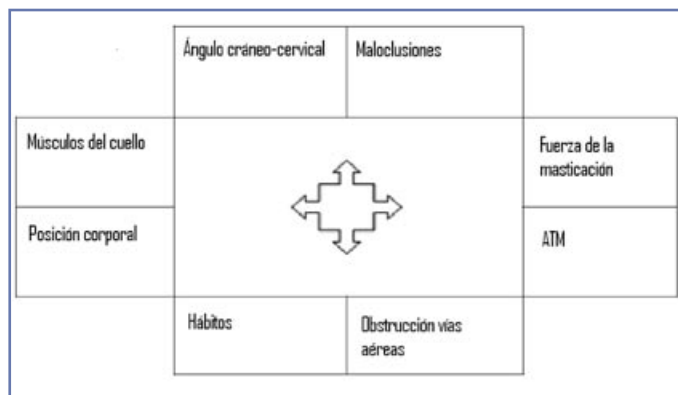 Ángulo cráneo-cervical
Maloclusiones
Músculos del cuello
Fuerza de la
masticación
Posición corporal
ATM
Hábitos
Obstrucción vías
aéreas